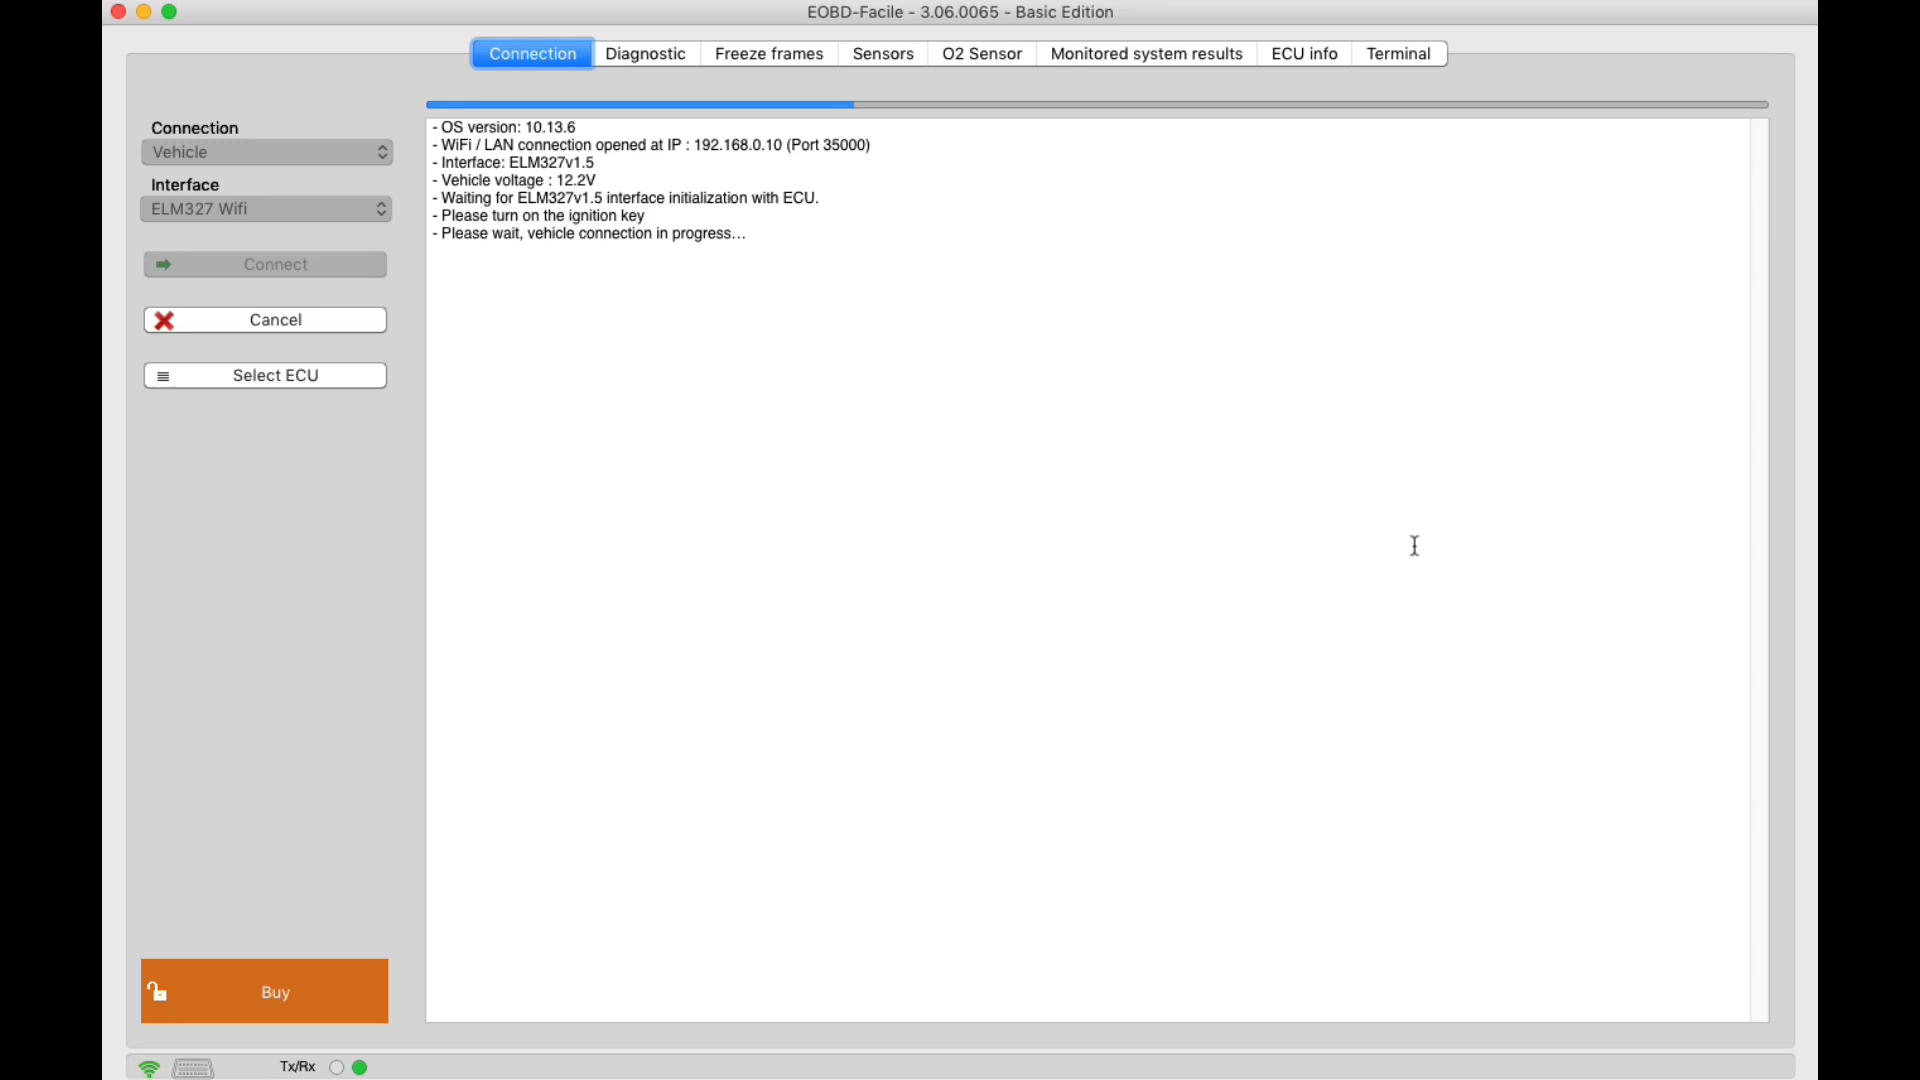 EOBD-Facile - 3.06.0065 - Basic Edition
Connection Diagnostic Freeze frames Sensors O2 Sensor Monitored system results ECU info Terminal
Connection
Vehicle
Interface
ELM327 Wifi
Connect
Cancel
Select ECU
- OS version: 10.13.6
- WiFi / LAN connection opened at IP : 192.168.0.10 (Port 35000)
- Interface: ELM327v1.5
- Vehicle voltage : 12.2V
- Waiting for ELM327v1.5 interface initialization with ECU.
- Please turn on the ignition key
- Please wait, vehicle connection in progress...
Buy
Tx/Rx